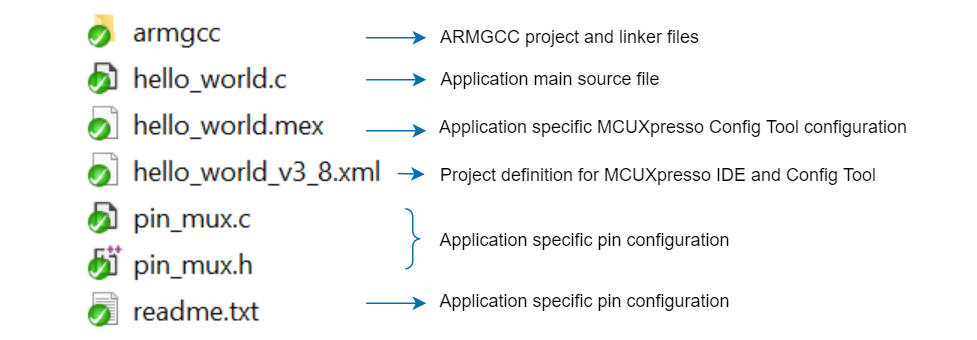 armgcc ARMGCC project and linker files
hello_world.c Application main source file
hello_world.mex Application specific MCUXpresso Config Tool configuration
hello_world_v3_8.xml Project definition for MCUXpresso IDE and Config Tool
pin_mux.c
Application specific pin configuration
pin_mux.h
readme.txt Application specific pin configuration